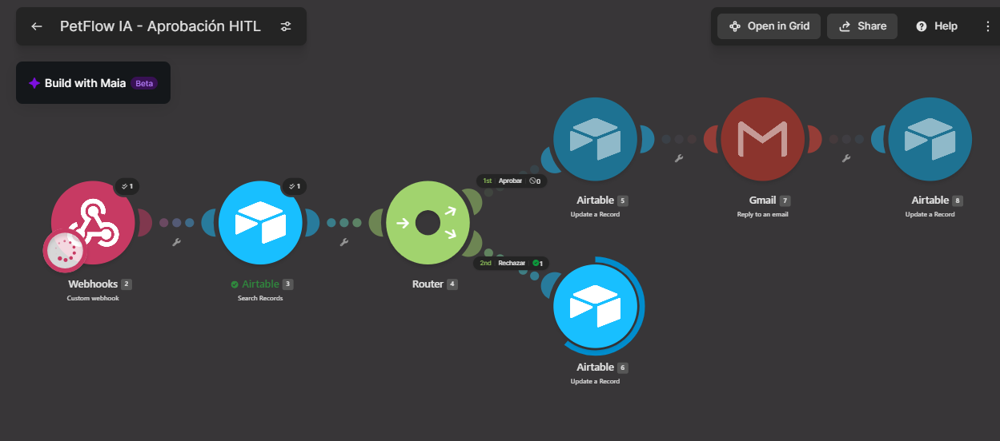 PetFlow IA - Aprobación HITL
Open in Grid
Share
Help
Build with Maia Beta
1
1
1st Aprobar 0
Airtable 5
Update a Record
Gmail 7
Reply to an email
Airtable 8
Update a Record
2nd Rechazar 1
Webhooks 2
Custom webhook
Airtable 3
Search Records
Router 4
Airtable 6
Update a Record